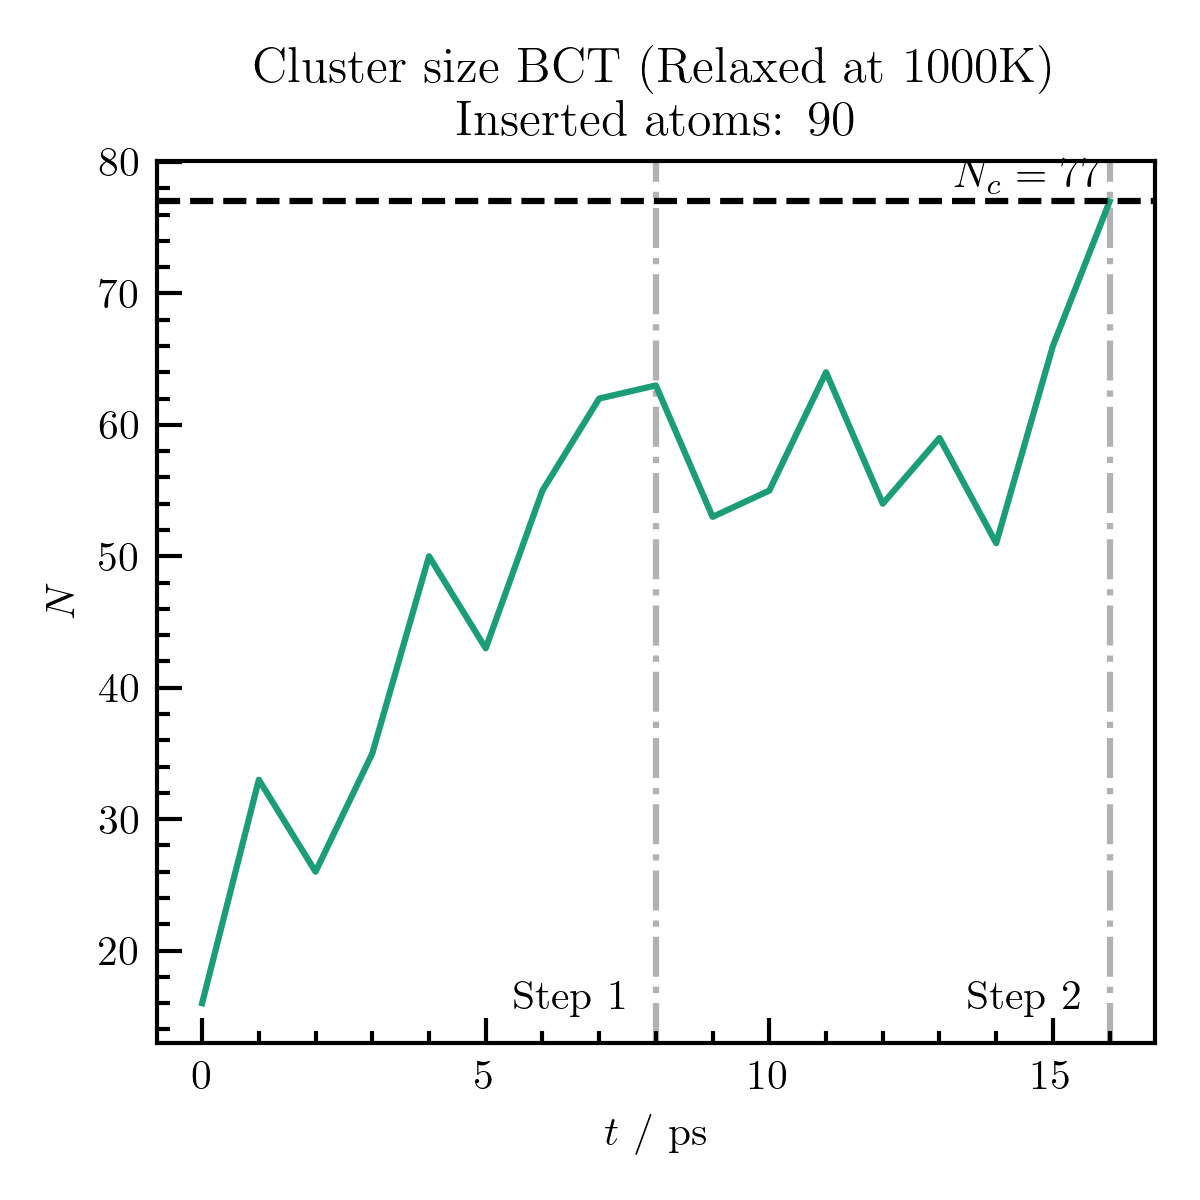 Cluster size BCT (Relaxed at 1000K)
Inserted atoms: 90
80
N_c = 77
70
60
50
40
30
20
N
Step 1
Step 2
0
5
10
15
t / ps